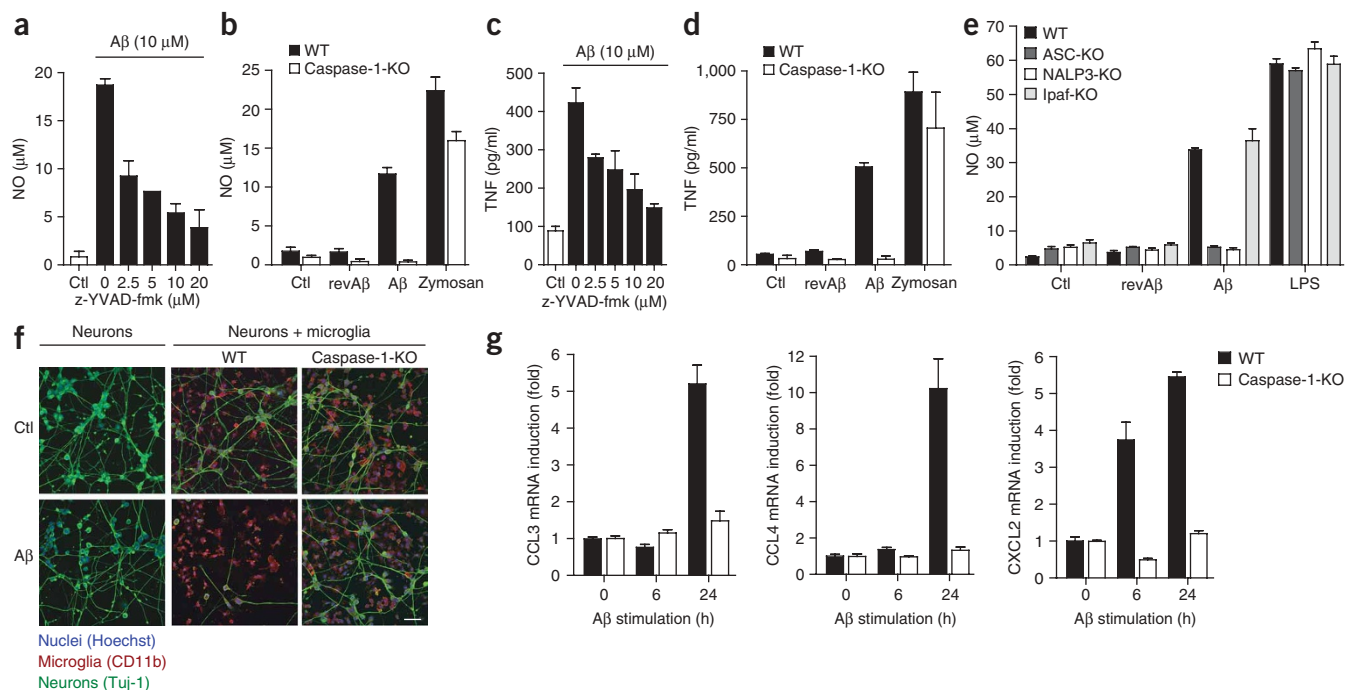 a
Aβ (10 μM)
NO (μM)
20
15
10
5
0
Ctl 0 2.5 5 10 20
z-YVAD-fmk (μM)
b
WT
Caspase-1-KO
NO (μM)
25
20
15
10
5
0
Ctl revAβ Aβ Zymosan
c
Aβ (10 μM)
TNF (pg/ml)
500
400
300
200
100
0
Ctl 0 2.5 5 10 20
z-YVAD-fmk (μM)
d
WT
Caspase-1-KO
TNF (pg/ml)
1,000
750
500
250
0
Ctl revAβ Aβ Zymosan
e
WT
ASC-KO
NALP3-KO
Ipaf-KO
NO (μM)
70
60
50
40
30
20
10
0
Ctl revAβ Aβ LPS
f
Neurons
Neurons + microglia
WT Caspase-1-KO
Ctl
Aβ
Nuclei (Hoechst)
Microglia (CD11b)
Neurons (Tuj-1)
g
CCL3 mRNA induction (fold)
6
5
4
3
2
1
0
0 6 24
Aβ stimulation (h)
CCL4 mRNA induction (fold)
12
10
8
6
4
2
0
0 6 24
Aβ stimulation (h)
CXCL2 mRNA induction (fold)
6
5
4
3
2
1
0
0 6 24
Aβ stimulation (h)
WT
Caspase-1-KO